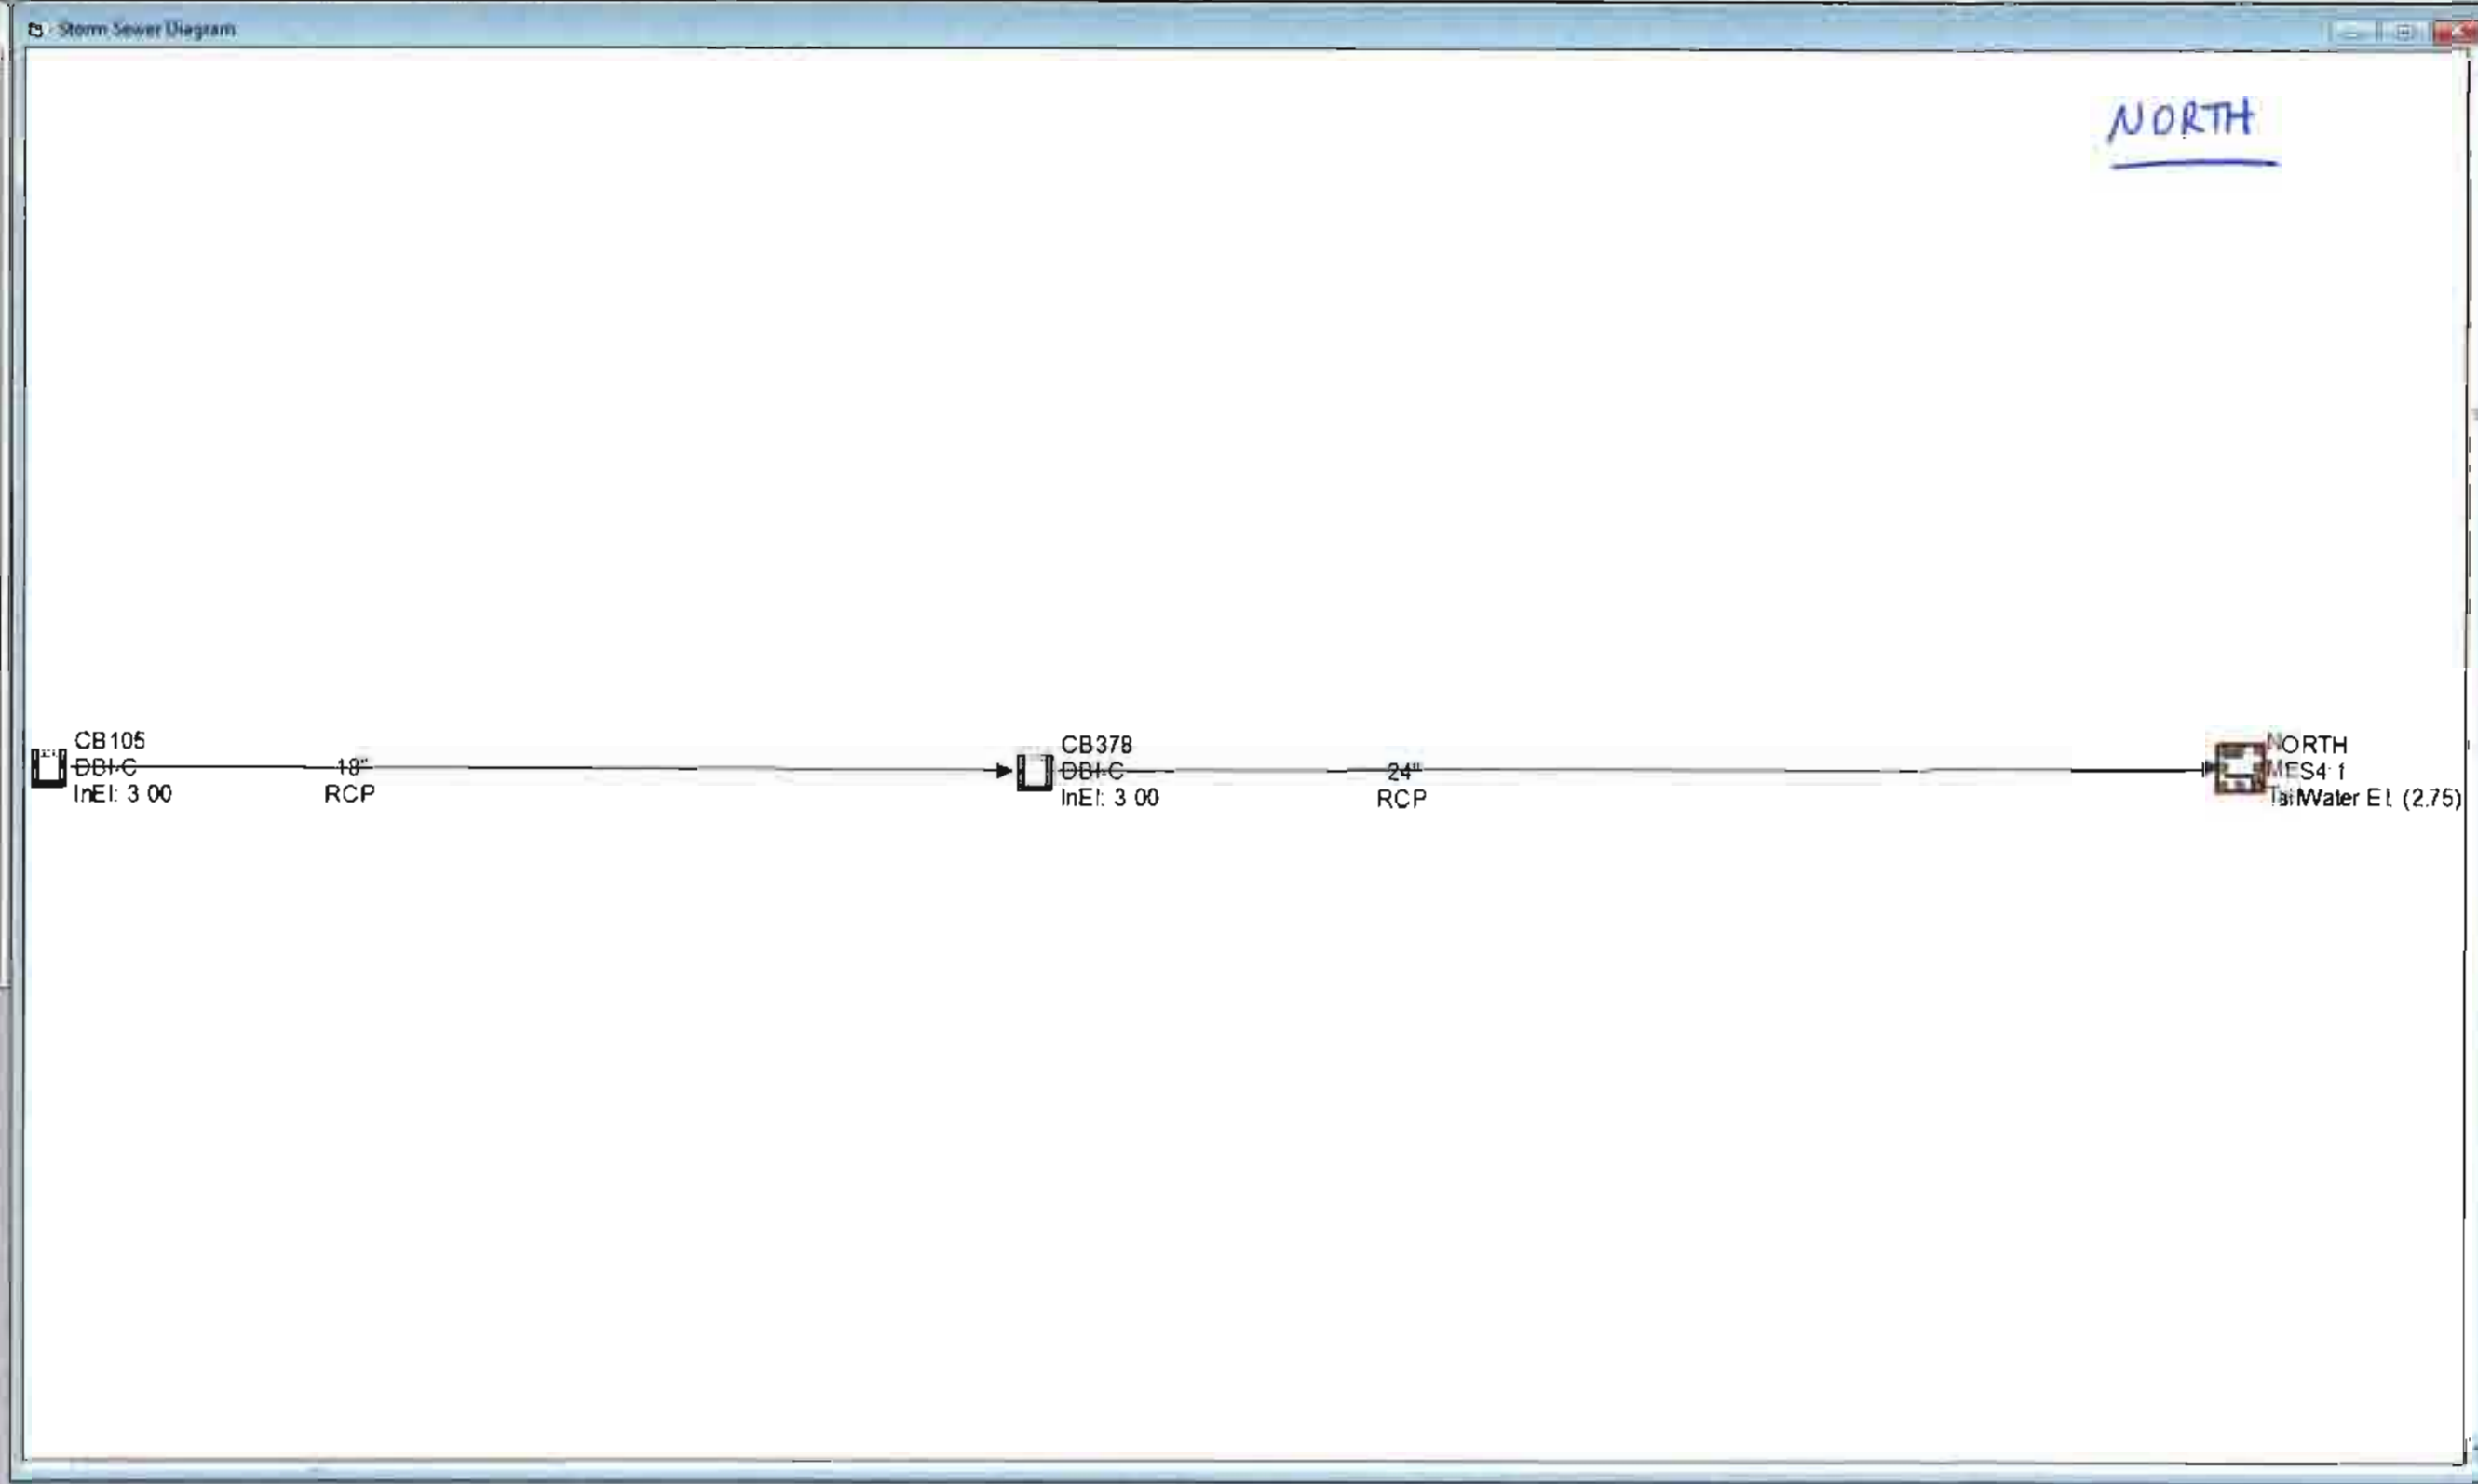 Storm Sewer Diagram
NORTH
CB105
DBI-C
InEl: 3 00
18"
RCP
CB378
DBI-C
InEl: 3 00
24"
RCP
NORTH
MES4:1
TailWater El. (2.75)